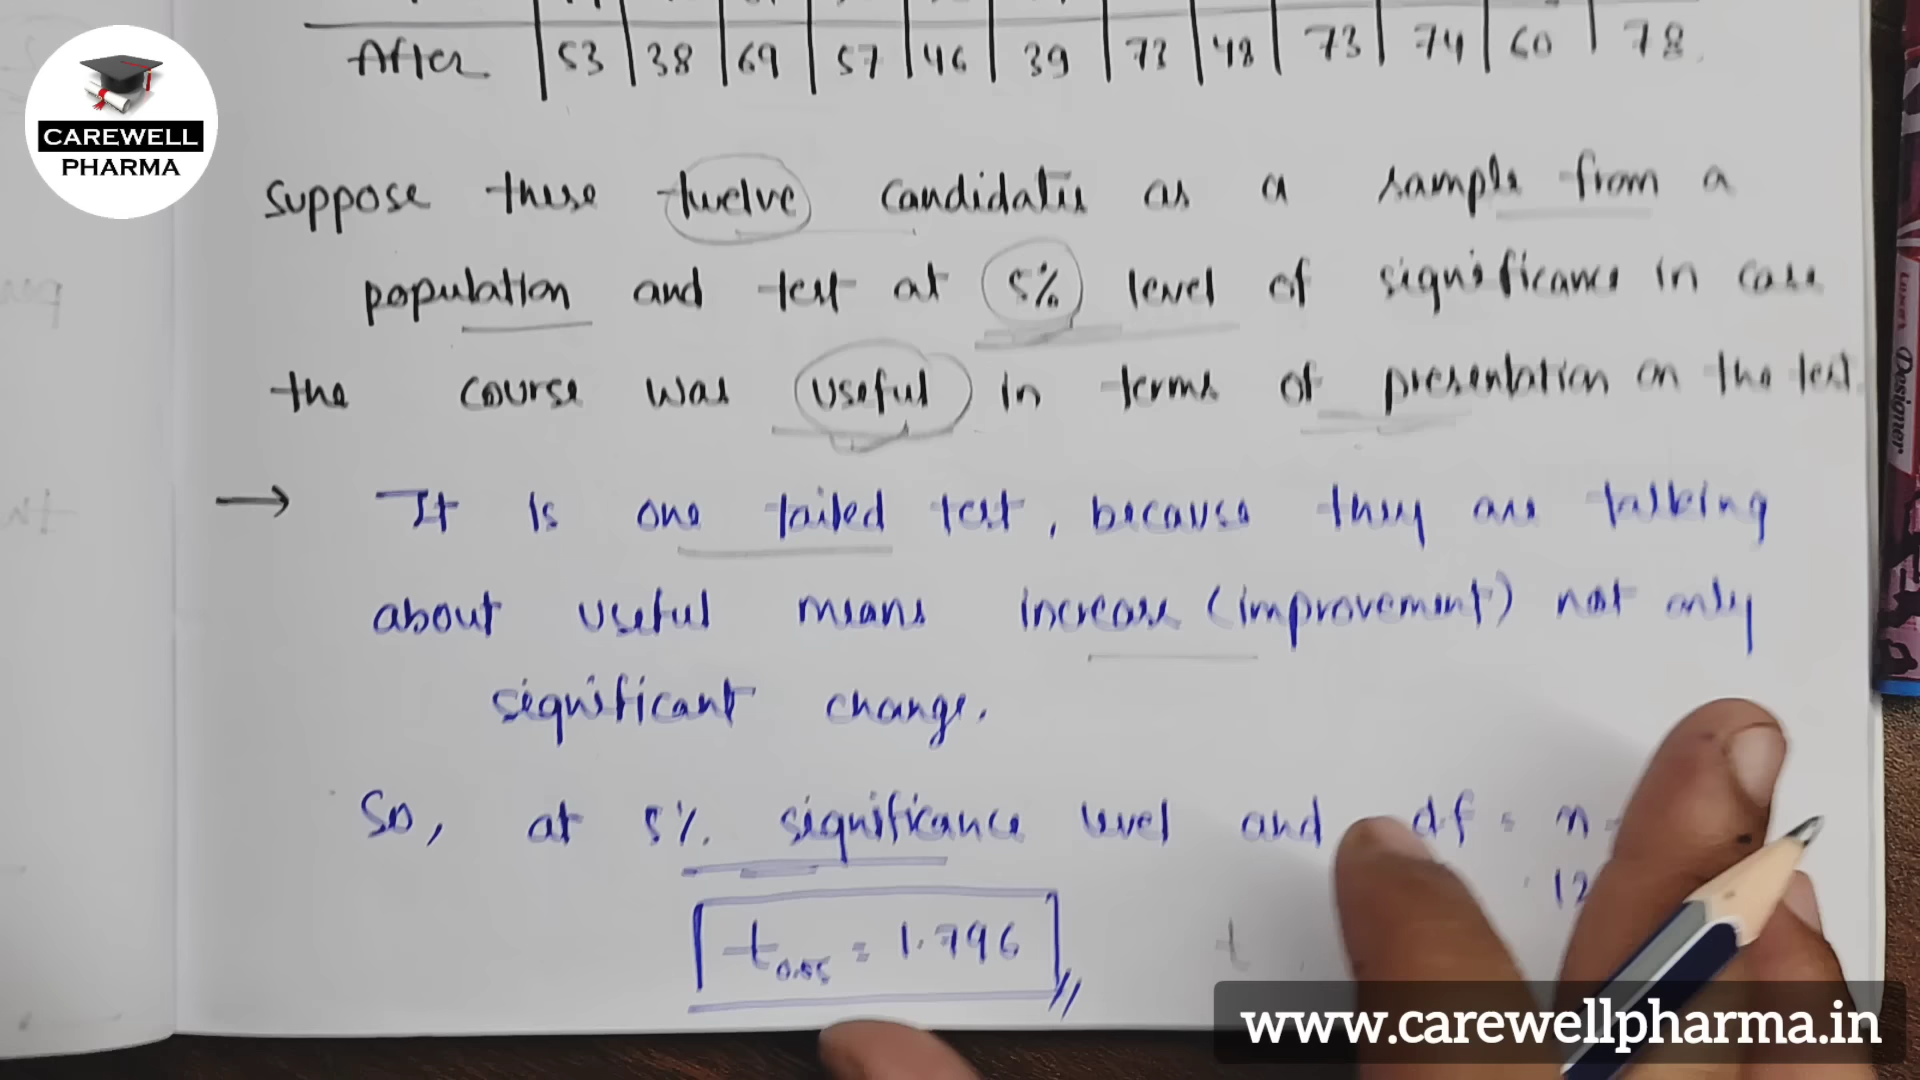 After 53 38 69 57 46 39 73 48 73 74 60 78
CAREWELL
PHARMA
suppose these twelve candidates as a sample from a
population and test at 5% level of significance in case
the course was useful in terms of presentation on the test
→ It is one tailed test, because they are talking
about useful means increase (improvement) not only
significant change.
So, at 5% significance level and df = n
12
t0.05 = 1.796
t
www.carewellpharma.in
Designer